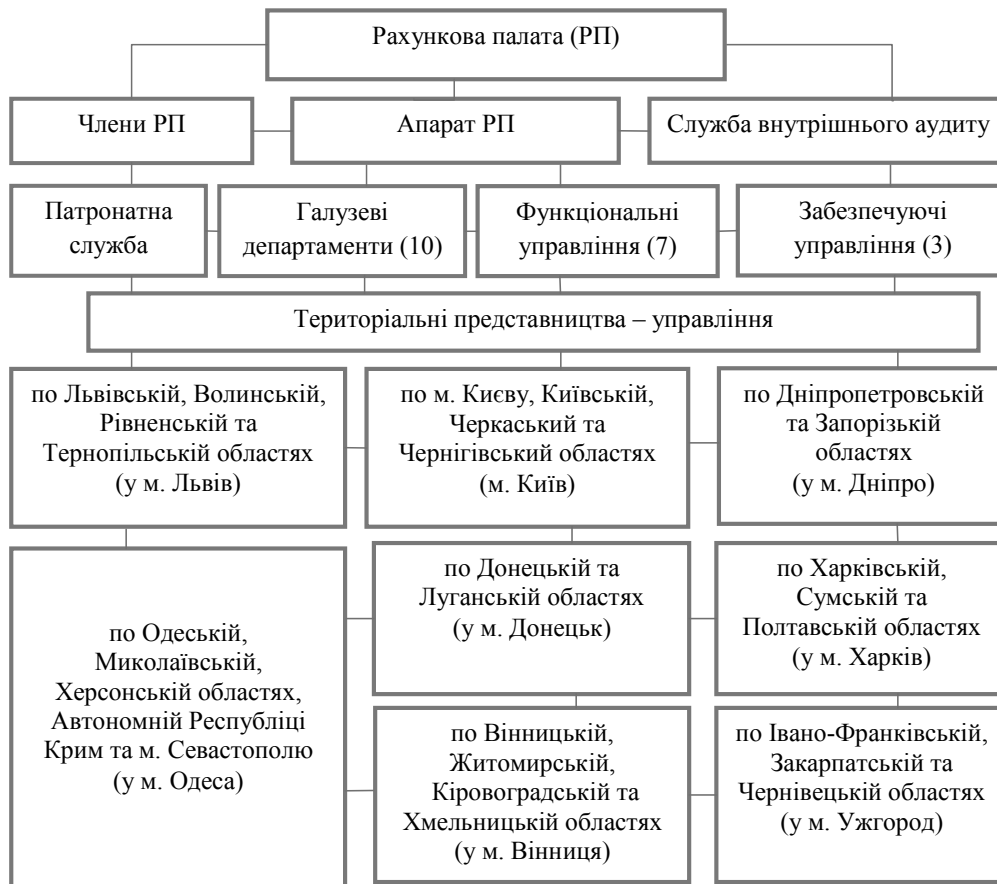 Рахункова палата (РП)
Члени РП
Апарат РП
Служба внутрішнього аудиту
Патронатна
служба
Галузеві
департаменти (10)
Функціональні
управління (7)
Забезпечуючі
управління (3)
Територіальні представництва – управління
по Львівській, Волинській,
Рівненській та
Тернопільській областях
(у м. Львів)
по м. Києву, Київській,
Черкаський та
Чернігівський областях
(м. Київ)
по Дніпропетровській
та Запорізькій
областях
(у м. Дніпро)
по Одеській,
Миколаївській,
Херсонській областях,
Автономній Республіці
Крим та м. Севастополю
(у м. Одеса)
по Донецькій та
Луганській областях
(у м. Донецьк)
по Харківській,
Сумській та
Полтавській областях
(у м. Харків)
по Вінницькій,
Житомирській,
Кіровоградській та
Хмельницькій областях
(у м. Вінниця)
по Івано-Франківській,
Закарпатській та
Чернівецькій областях
(у м. Ужгород)